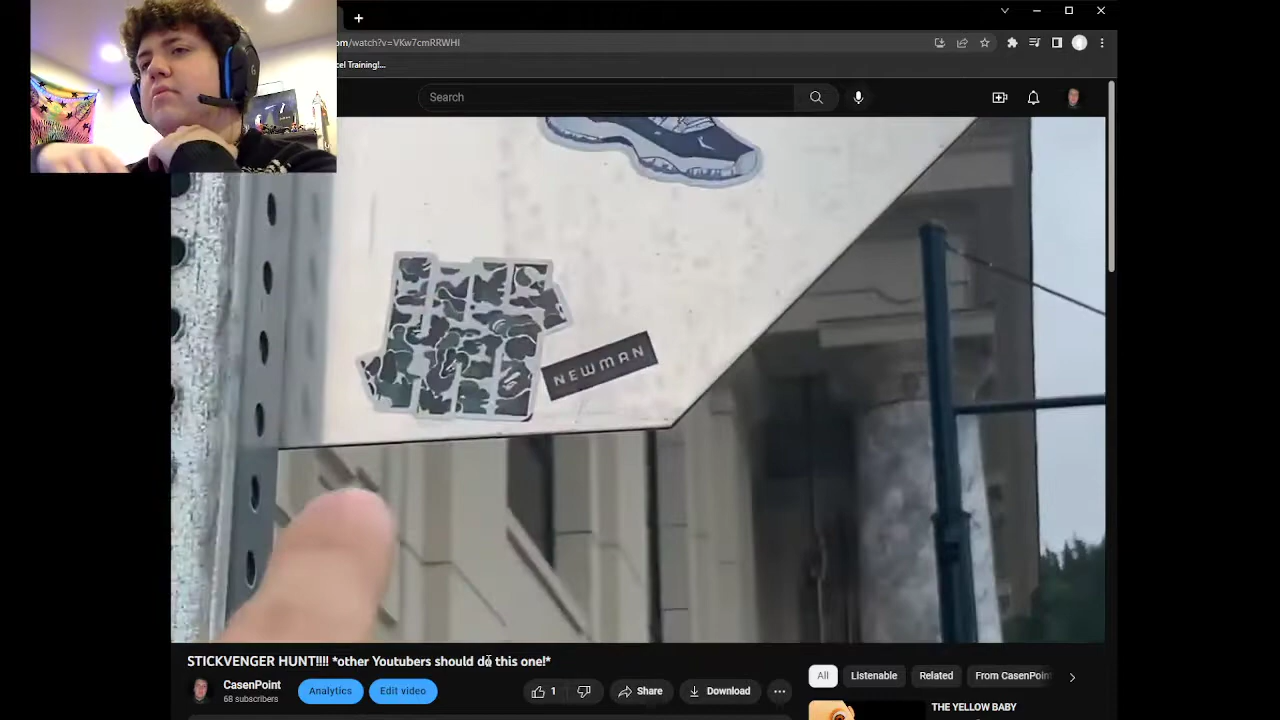 om/watch?v=VKw7cmRRWHI
cel Training!...
Search
G
NEWMAN
STICKVENGER HUNT!!!! *other Youtubers should do this one!*
CasenPoint
68 subscribers
Analytics
Edit video
1
Share
Download
All
Listenable
Related
From CasenPoint
THE YELLOW BABY